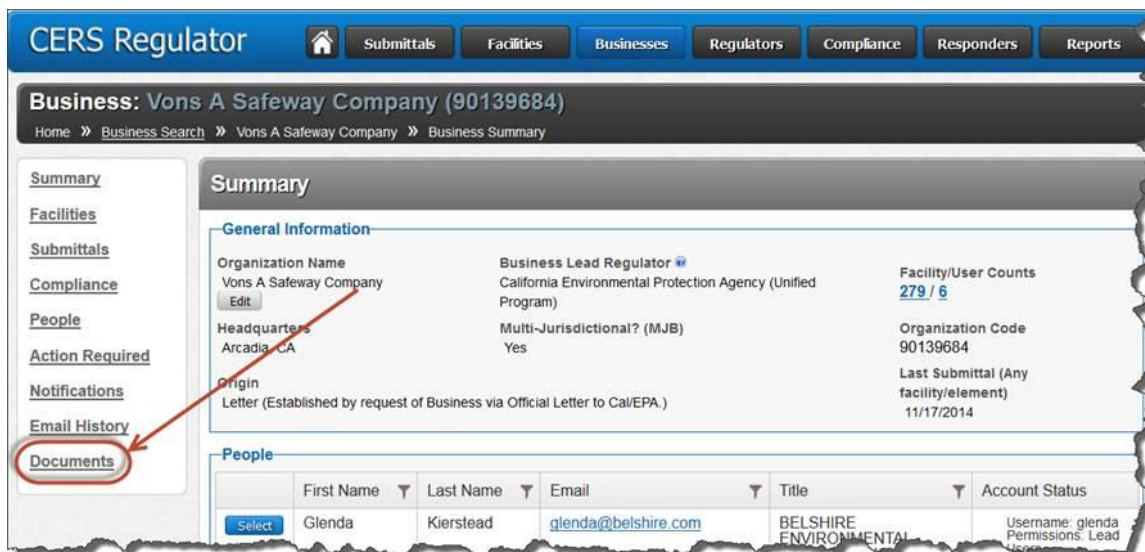 CERS Regulator
Submittals
Facilities
Businesses
Regulators
Compliance
Responders
Reports
Business: Vons A Safeway Company (90139684)
Home » Business Search » Vons A Safeway Company » Business Summary
Summary
Facilities
Submittals
Compliance
People
Action Required
Notifications
Email History
Documents
Summary
General Information
Organization Name
Vons A Safeway Company
Edit
Business Lead Regulator
California Environmental Protection Agency (Unified
Program)
Facility/User Counts
279 / 6
Headquarters
Arcadia, CA
Multi-Jurisdictional? (MJB)
Yes
Organization Code
90139684
Origin
Letter (Established by request of Business via Official Letter to Cal/EPA.)
Last Submittal (Any
facility/element)
11/17/2014
People
First Name Last Name Email Title Account Status
Select Glenda Kierstead glenda@belshire.com BELSHIRE
ENVIRONMENTAL
Username: glenda
Permissions: Lead